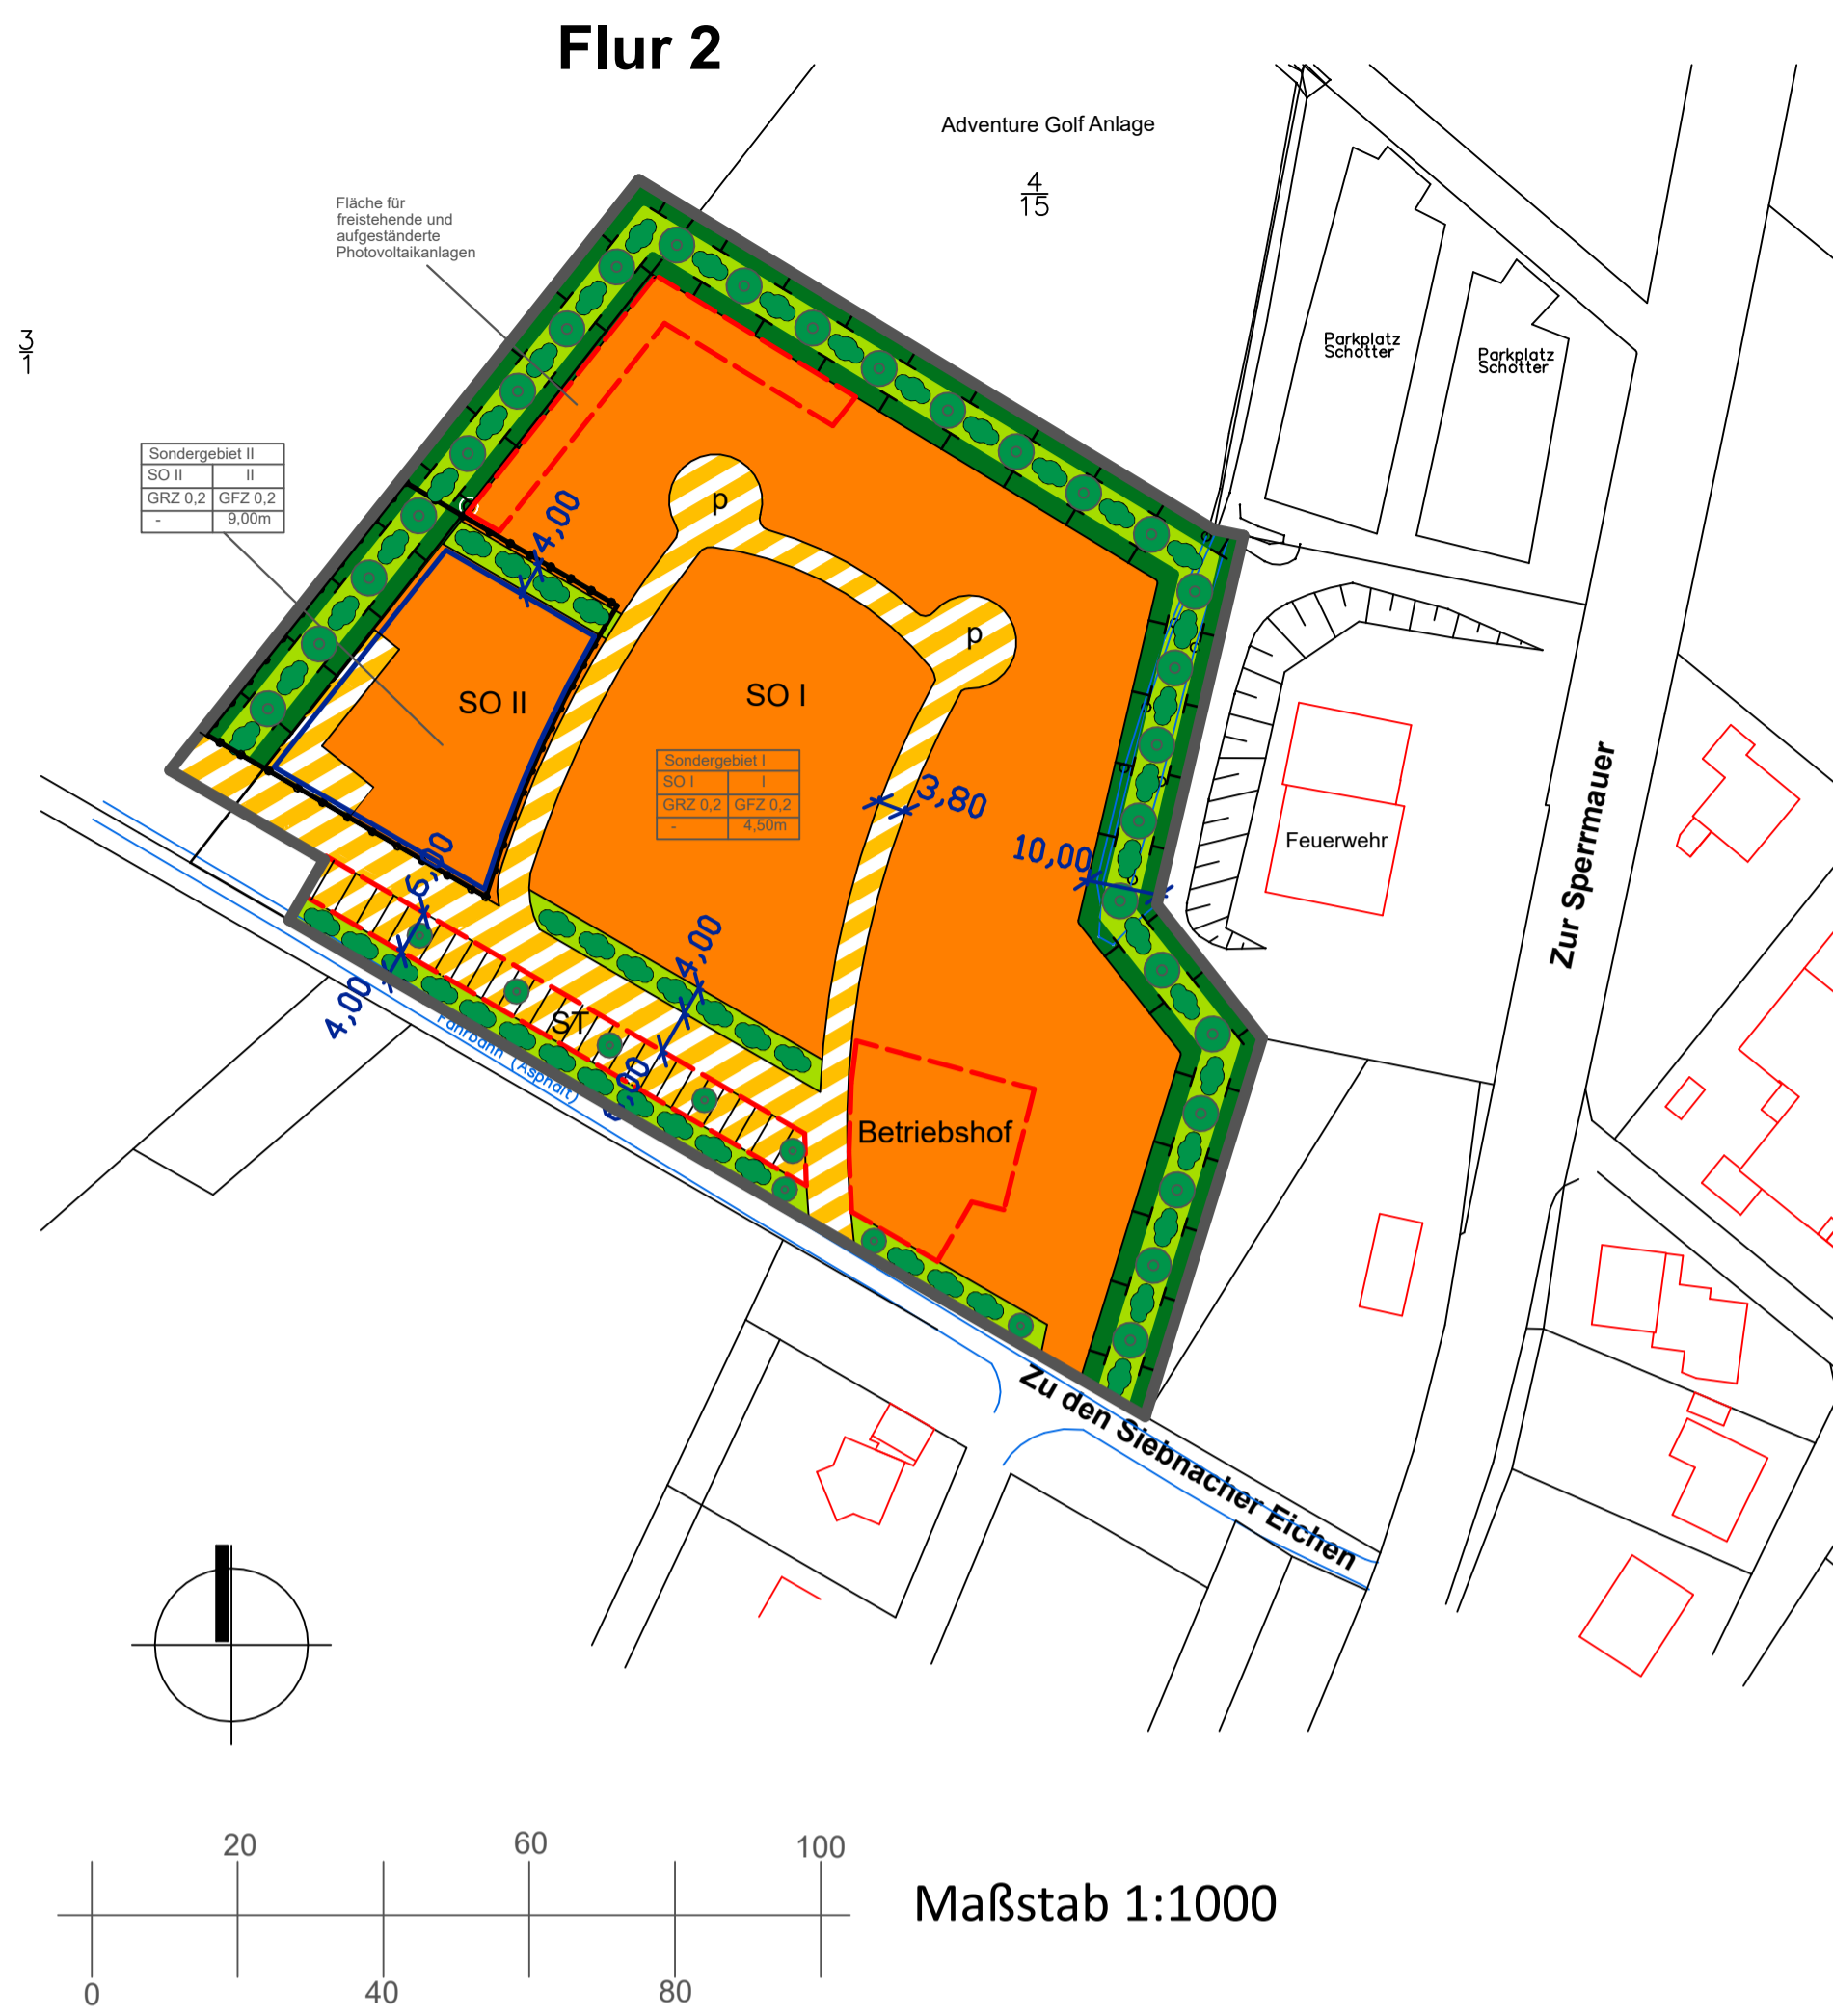 Flur 2
Adventure Golf Anlage
4
15
Fläche für
freistehende und
aufgeständerte
Photovoltaikanlagen
3
1
Parkplatz
Schotter
Parkplatz
Schotter
Sondergebiet II
SO II II
GRZ 0,2 GFZ 0,2
- 9,00m
p
4,00
p
SO II
SO I
Sondergebiet I
SO I I
GRZ 0,2 GFZ 0,2
- 4,50m
3,80
10,00
Feuerwehr
Zur Sperrmauer
6,00
4,00
4,00
ST
Fahrbahn (Asphalt)
6,00
Betriebshof
Zu den Siebnacher Eichen
20 60 100
Maßstab 1:1000
0 40 80